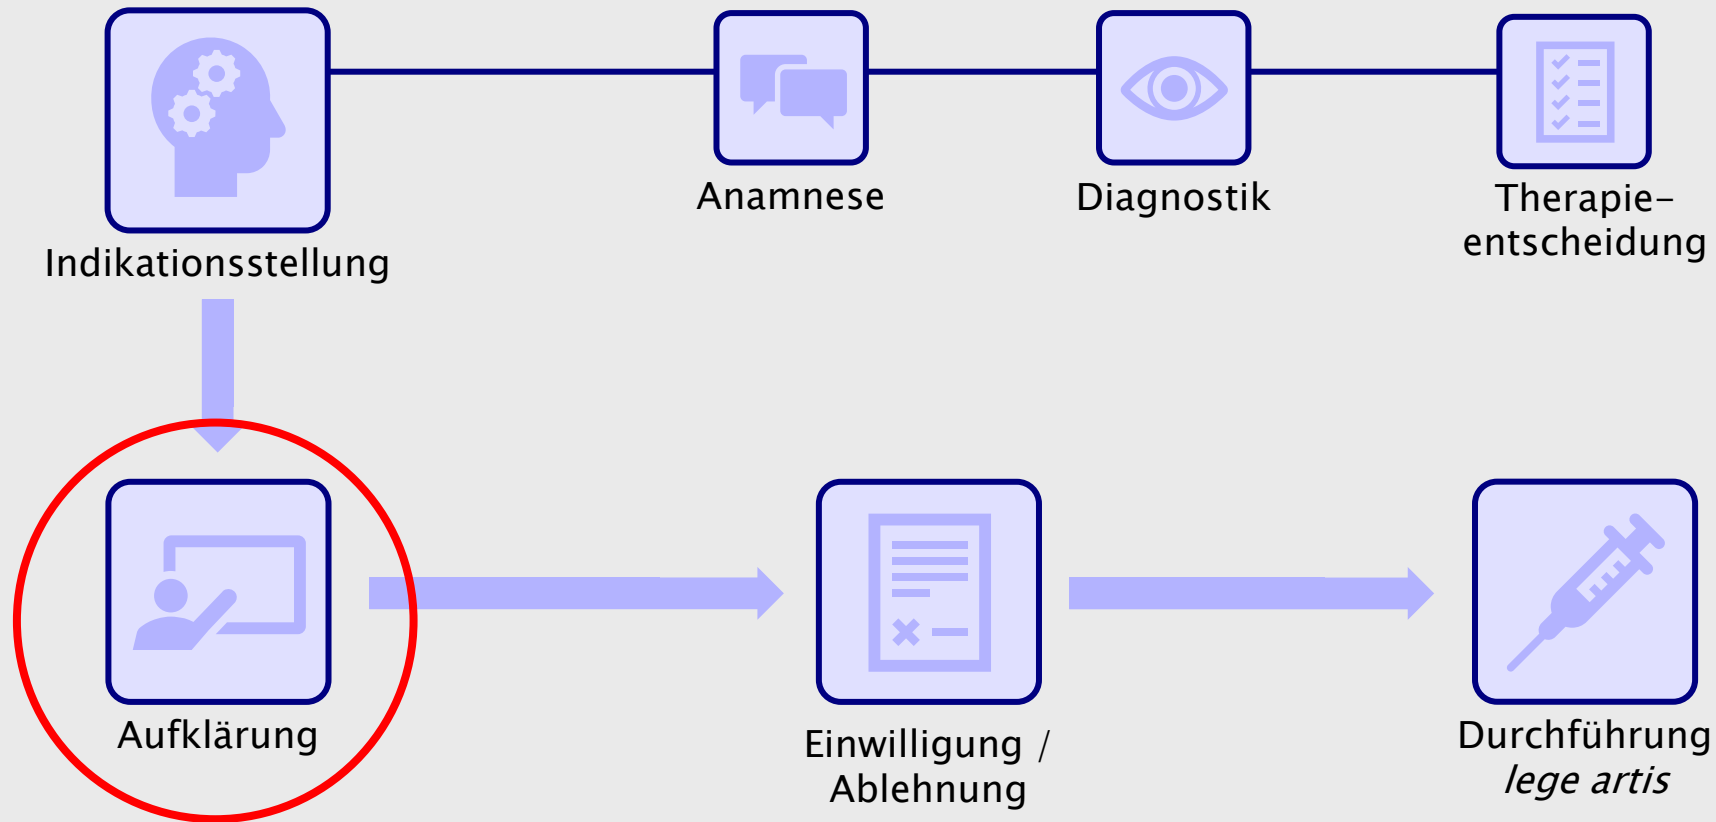 Indikationsstellung
Anamnese
Diagnostik
Therapie-
entscheidung
Aufklärung
Einwilligung /
Ablehnung
Durchführung
lege artis